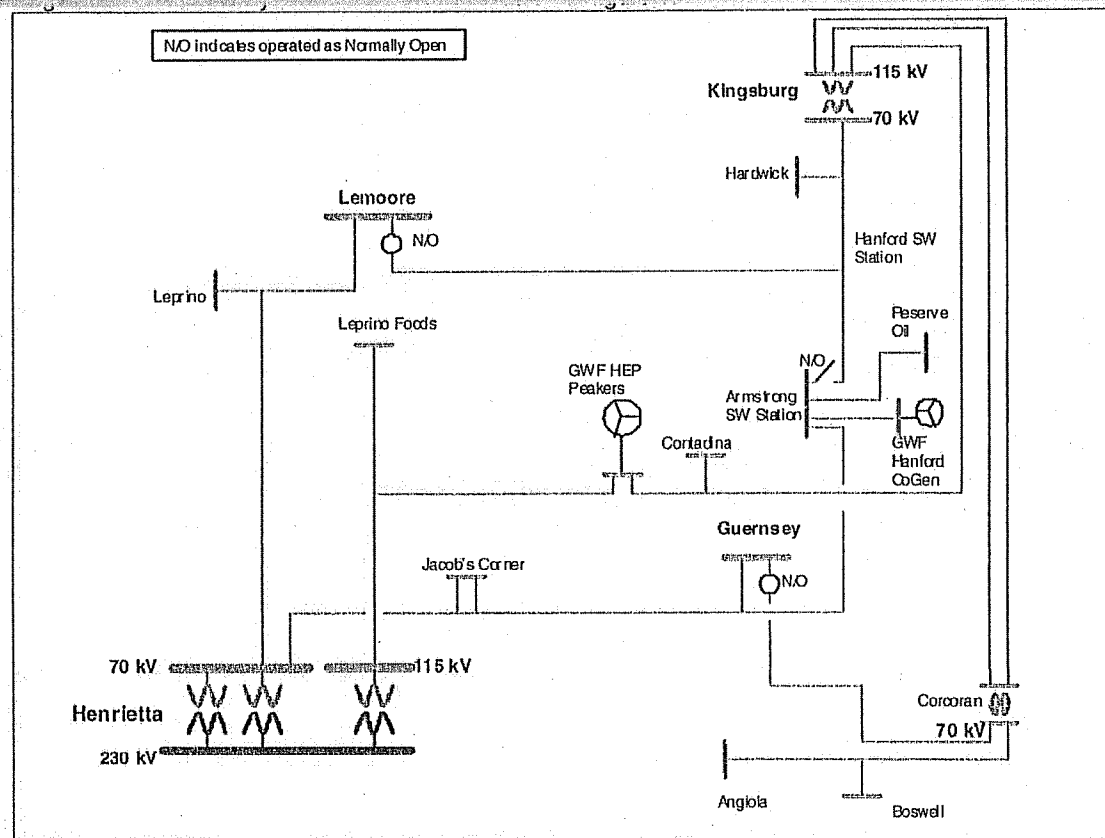 N/O indicates operated as Normally Open
115 kV
Kingsburg
70 kV
Hardwick
Lemoore
N/O
Hanford SW
Station
Leprino
Leprino Foods
Reserve
Oil
GWF HEP
Peakers
N/O
Armstrong
SW Station
Contadina
GWF
Hanford
CoGen
Guernsey
Jacob's Corner
N/O
70 kV
115 kV
Henrietta
230 kV
Corcoran
70 kV
Angiola
Boswell